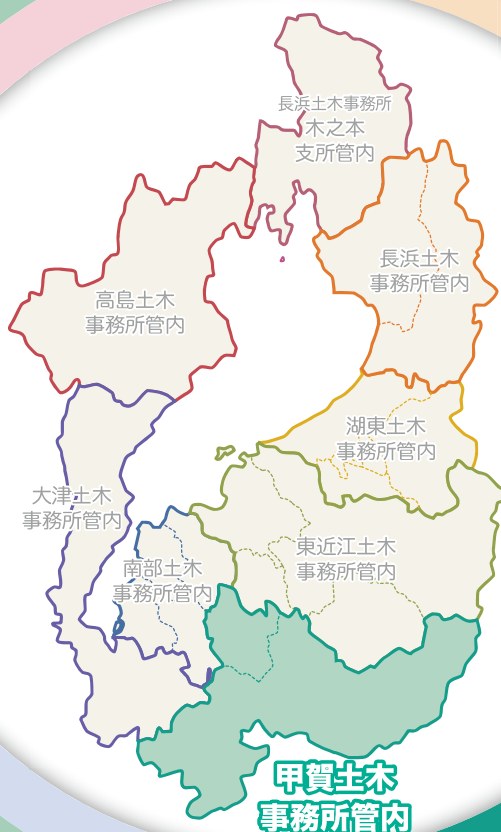 長浜土木事務所
木之本
支所管内
長浜土木
事務所管内
高島土木
事務所管内
湖東土木
事務所管内
大津土木
事務所管内
東近江土木
事務所管内
南部土木
事務所管内
甲賀土木
事務所管内